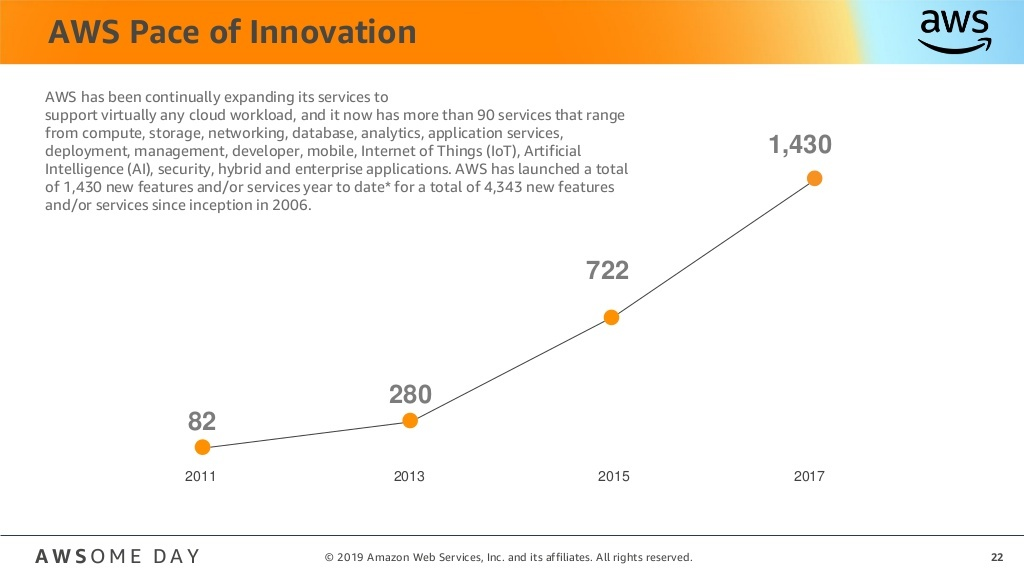 AWS Pace of Innovation
aws
AWS has been continually expanding its services to
support virtually any cloud workload, and it now has more than 90 services that range
from compute, storage, networking, database, analytics, application services,
deployment, management, developer, mobile, Internet of Things (IoT), Artificial
Intelligence (AI), security, hybrid and enterprise applications. AWS has launched a total
of 1,430 new features and/or services year to date* for a total of 4,343 new features
and/or services since inception in 2006.
1,430
722
280
82
2011 2013 2015 2017
AWSOME DAY
© 2019 Amazon Web Services, Inc. and its affiliates. All rights reserved.
22